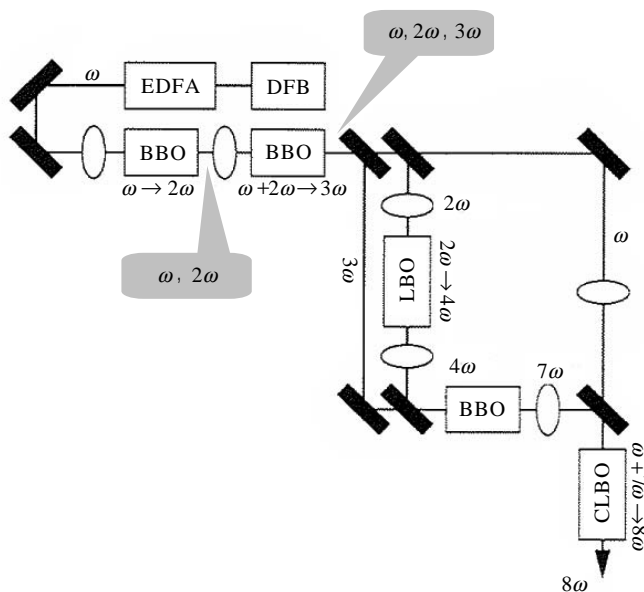 ω, 2ω, 3ω
ω
EDFA
DFB
BBO
BBO
ω → 2ω
ω+2ω→3ω
ω, 2ω
2ω
3ω
LBO
2ω→4ω
ω
4ω
7ω
BBO
CLBO
ω + /ω →8ω
8ω